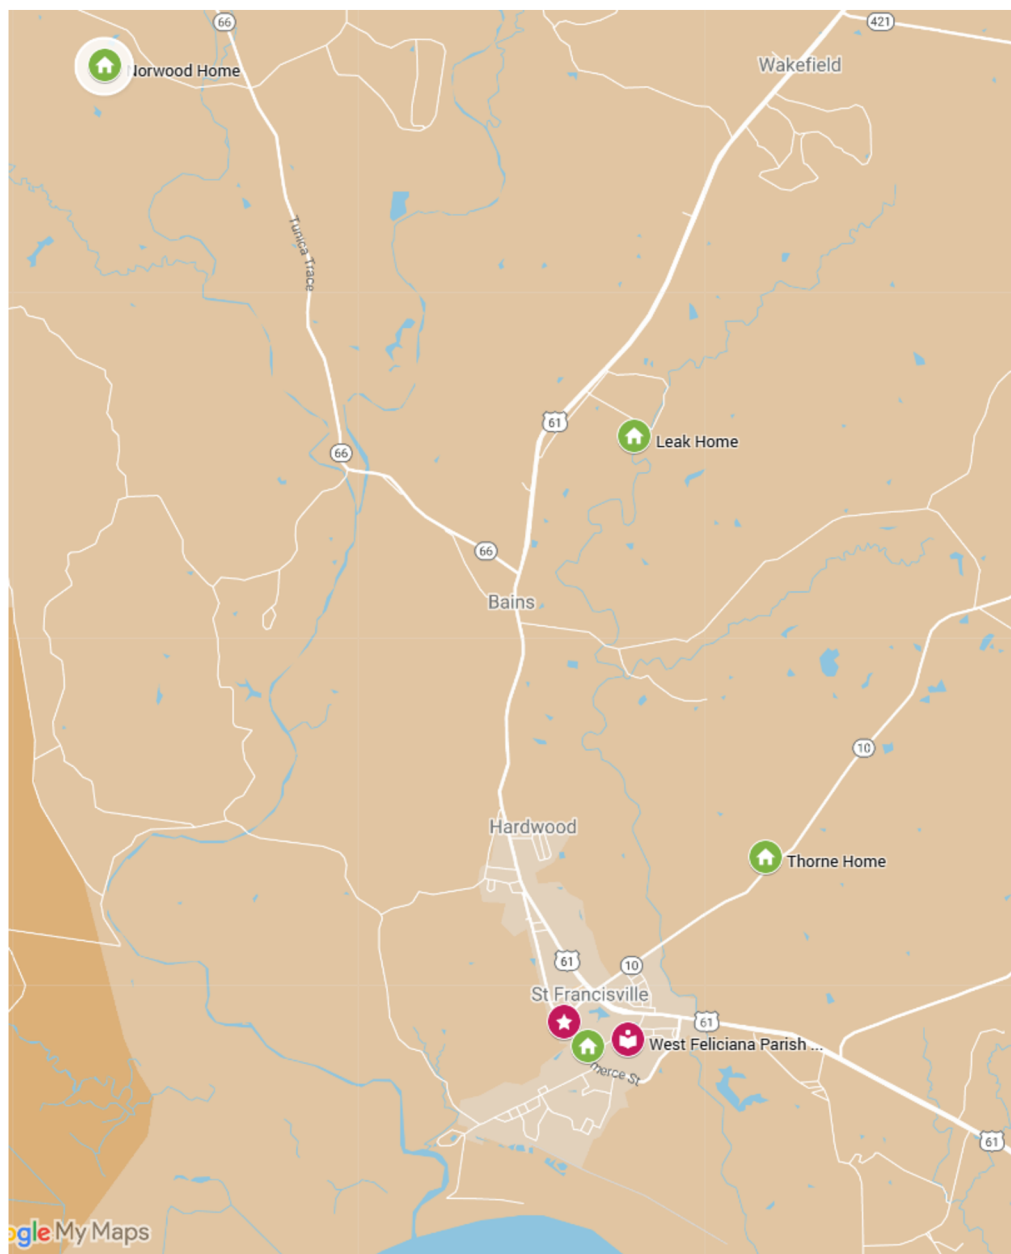 66
421
Norwood Home
Wakefield
Tunica Trace
61
Leak Home
66
66
Bains
10
Hardwood
Thorne Home
61
10
St Francisville
61
West Feliciana Parish ...
merce St
61
ogle My Maps